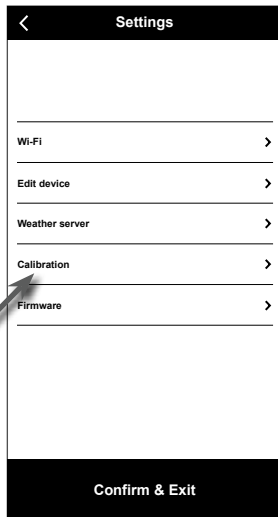 Settings
Wi-Fi
Edit device
Weather server
Calibration
Firmware
Confirm & Exit